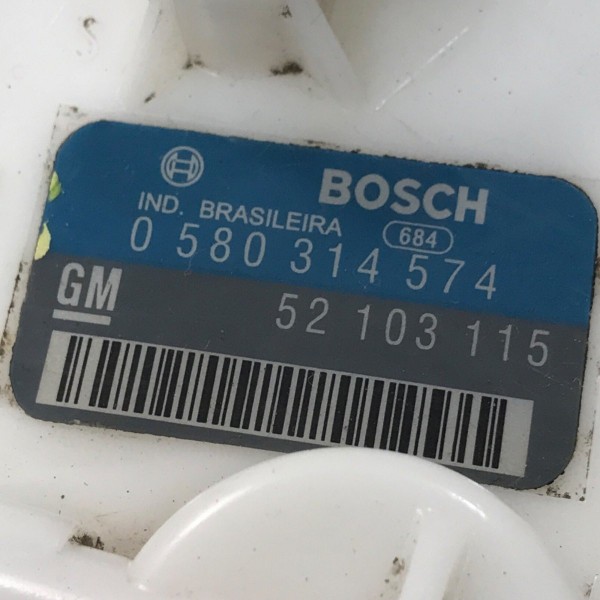 BOSCH
IND. BRASILEIRA 684
0 580 314 574
GM 52 103 115